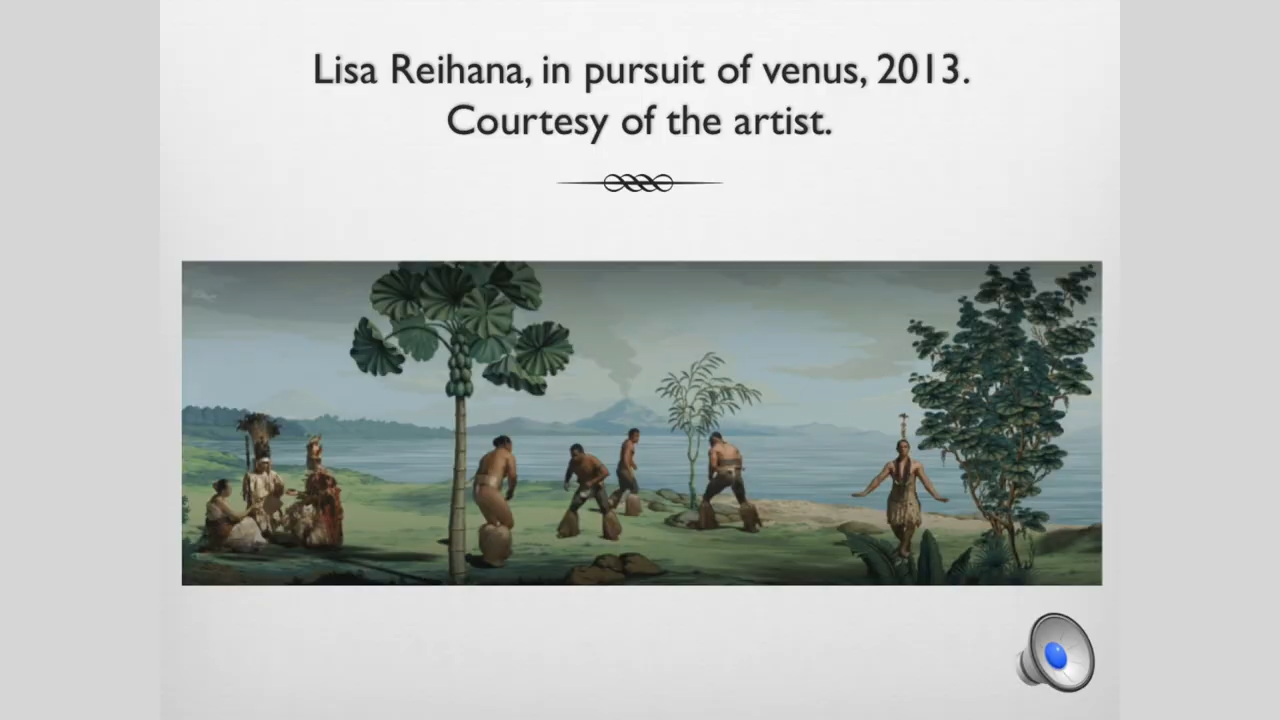 Lisa Reihana, in pursuit of venus, 2013.
Courtesy of the artist.